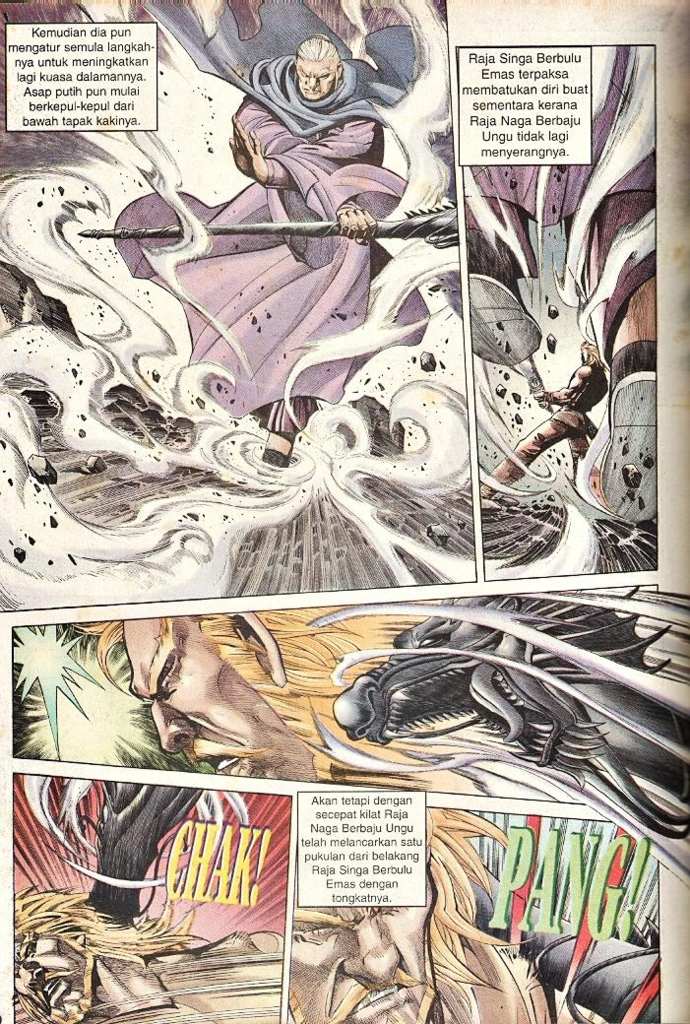 Kemudian dia pun
mengatur semula langkah-
nya untuk meningkatkan
lagi kuasa dalamannya.
Asap putih pun mulai
berkepul-kepul dari
bawah tapak kakinya.
Raja Singa Berbulu
Emas terpaksa
membatukan diri buat
sementara kerana
Raja Naga Berbaju
Ungu tidak lagi
menyerangnya.
CHAK!
Akan tetapi dengan
secepat kilat Raja
Naga Berbaju Ungu
telah melancarkan satu
pukulan dari belakang
Raja Singa Berbulu
Emas dengan
tongkatnya.
PANG!